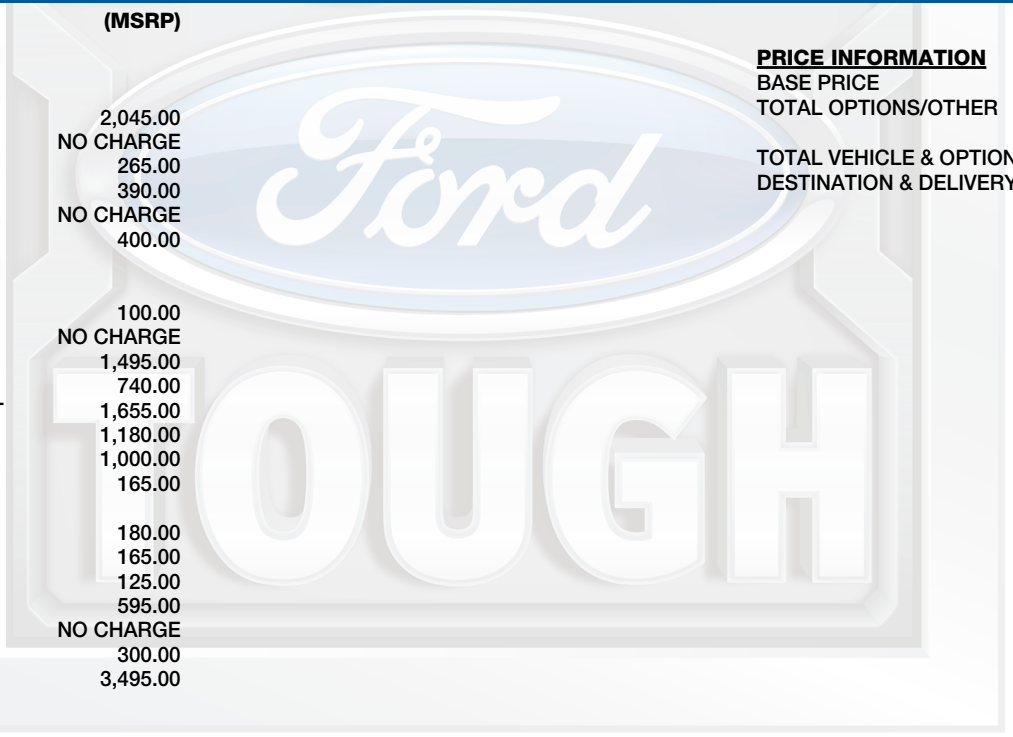 (MSRP)
2,045.00
NO CHARGE
265.00
390.00
NO CHARGE
400.00
100.00
NO CHARGE
1,495.00
740.00
1,655.00
1,180.00
1,000.00
165.00
180.00
165.00
125.00
595.00
NO CHARGE
300.00
3,495.00
PRICE INFORMATION
BASE PRICE
TOTAL OPTIONS/OTHER
TOTAL VEHICLE & OPTION
DESTINATION & DELIVERY
Ford
TOUGH